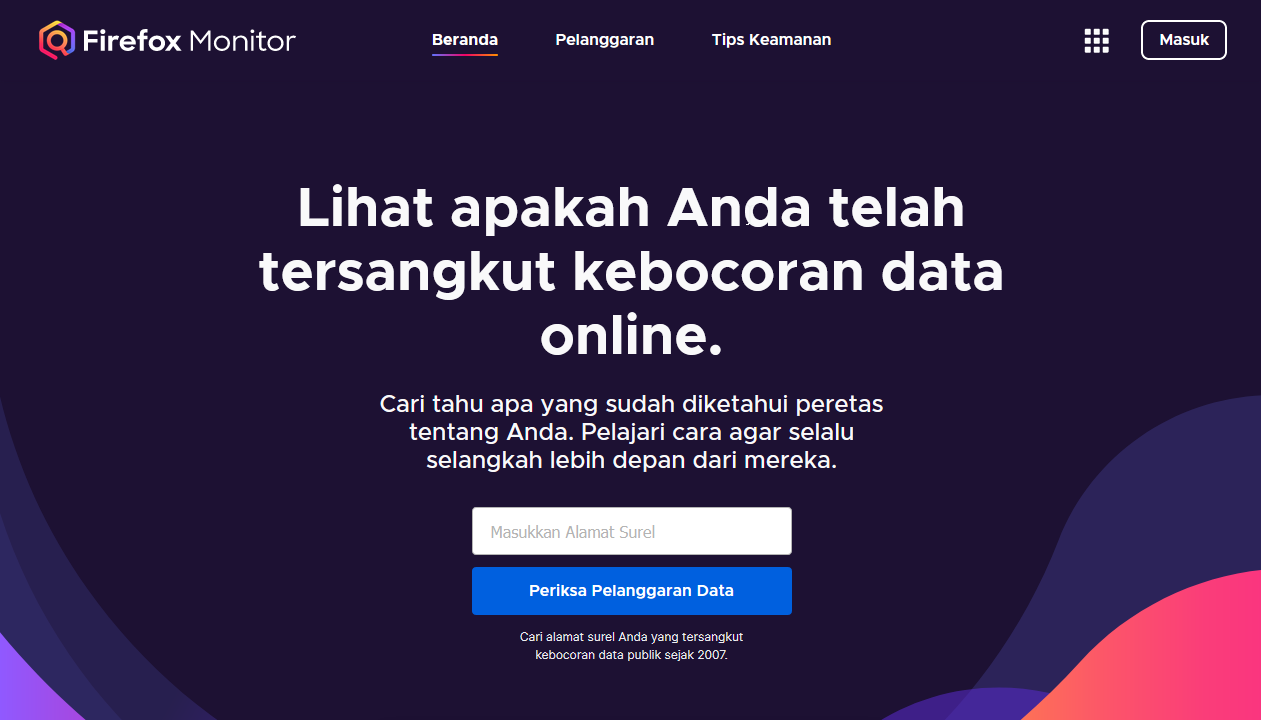 Firefox Monitor
Beranda
Pelanggaran
Tips Keamanan
Masuk
Lihat apakah Anda telah
tersangkut kebocoran data
online.
Cari tahu apa yang sudah diketahui peretas
tentang Anda. Pelajari cara agar selalu
selangkah lebih depan dari mereka.
Masukkan Alamat Surel
Periksa Pelanggaran Data
Cari alamat surel Anda yang tersangkut
kebocoran data publik sejak 2007.